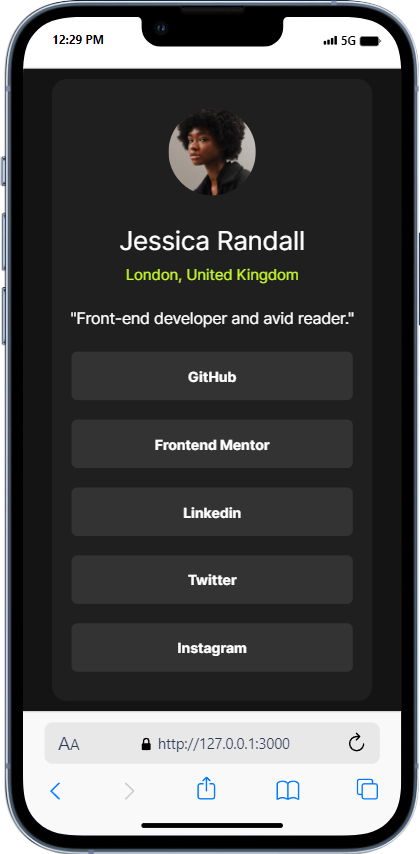 12:29 PM
5G
Jessica Randall
London, United Kingdom
"Front-end developer and avid reader."
GitHub
Frontend Mentor
Linkedin
Twitter
Instagram
AA
http://127.0.0.1:3000